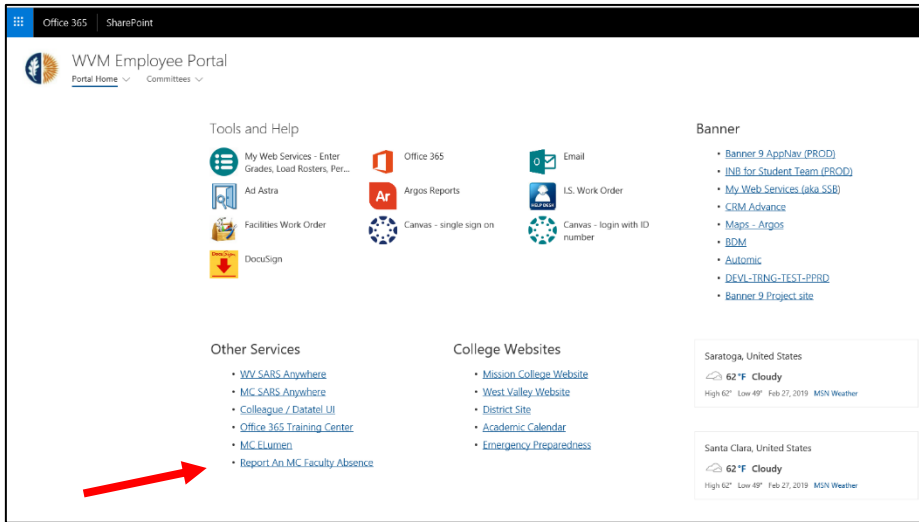 Office 365 SharePoint
WVM Employee Portal
Portal Home Committees
Tools and Help
My Web Services - Enter
Grades, Load Rosters, Per...
Office 365
Email
Ad Astra
Ar
Argos Reports
HELP DESK
I.S. Work Order
Facilities Work Order
Canvas - single sign on
Canvas - login with ID
number
DocuSign
DocuSign
Banner
• Banner 9 AppNav (PROD)
• INB for Student Team (PROD)
• My Web Services (aka SSB)
• CRM Advance
• Maps - Argos
• BDM
• Automic
• DEVL-TRNG-TEST-PPRD
• Banner 9 Project site
Other Services
• WV SARS Anywhere
• MC SARS Anywhere
• Colleague / Datatel UI
• Office 365 Training Center
• MC ELumen
• Report An MC Faculty Absence
College Websites
• Mission College Website
• West Valley Website
• District Site
• Academic Calendar
• Emergency Preparedness
Saratoga, United States
62 °F Cloudy
High 62° Low 49° Feb 27, 2019 MSN Weather
Santa Clara, United States
62 °F Cloudy
High 62° Low 49° Feb 27, 2019 MSN Weather